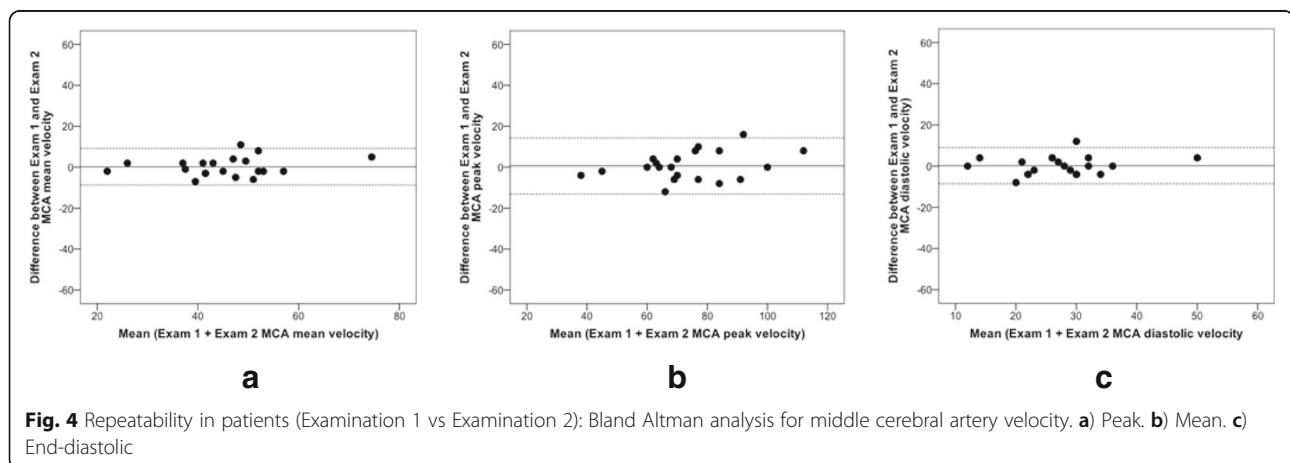 Difference between Exam 1 and Exam 2
MCA mean velocity
60
40
20
0
-20
-40
-60
20 40 60 80
Mean (Exam 1 + Exam 2 MCA mean velocity)
a
Difference between Exam 1 and Exam 2
MCA peak velocity
60
40
20
0
-20
-40
-60
20 40 60 80 100 120
Mean (Exam 1 + Exam 2 MCA peak velocity)
b
Difference between Exam 1 and Exam 2
MCA diastolic velocity)
60
40
20
0
-20
-40
-60
10 20 30 40 50 60
Mean (Exam 1 + Exam 2 MCA diastolic velocity
c
Fig. 4 Repeatability in patients (Examination 1 vs Examination 2): Bland Altman analysis for middle cerebral artery velocity. a) Peak. b) Mean. c)
End-diastolic